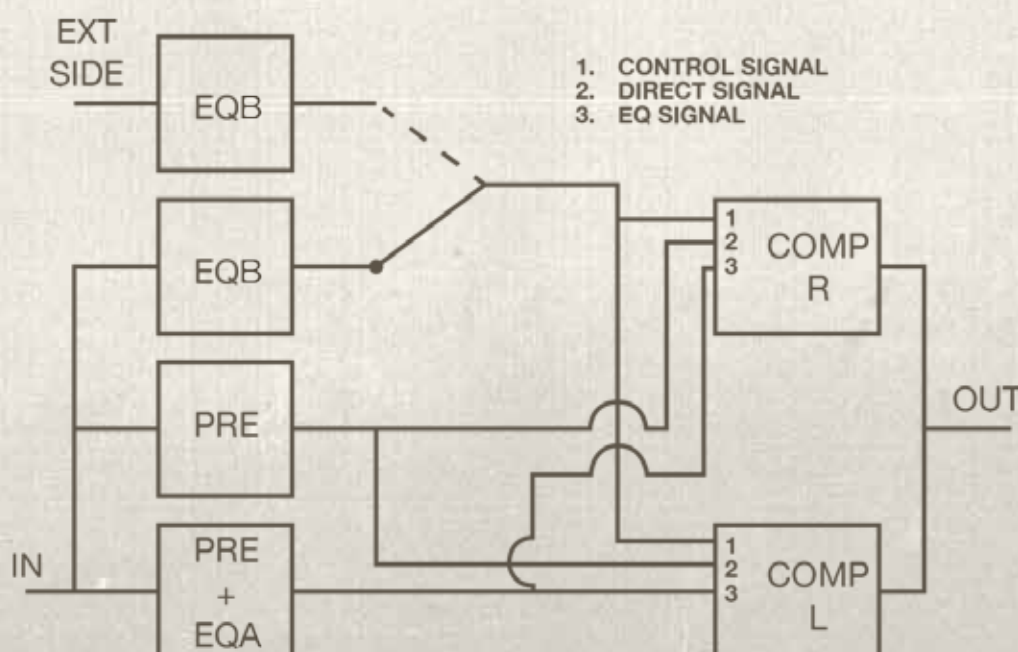 EXT
SIDE
EQB
1. CONTROL SIGNAL
2. DIRECT SIGNAL
3. EQ SIGNAL
EQB
1
2
3
COMP
R
PRE
OUT
IN
PRE
+
EQA
1
2
3
COMP
L